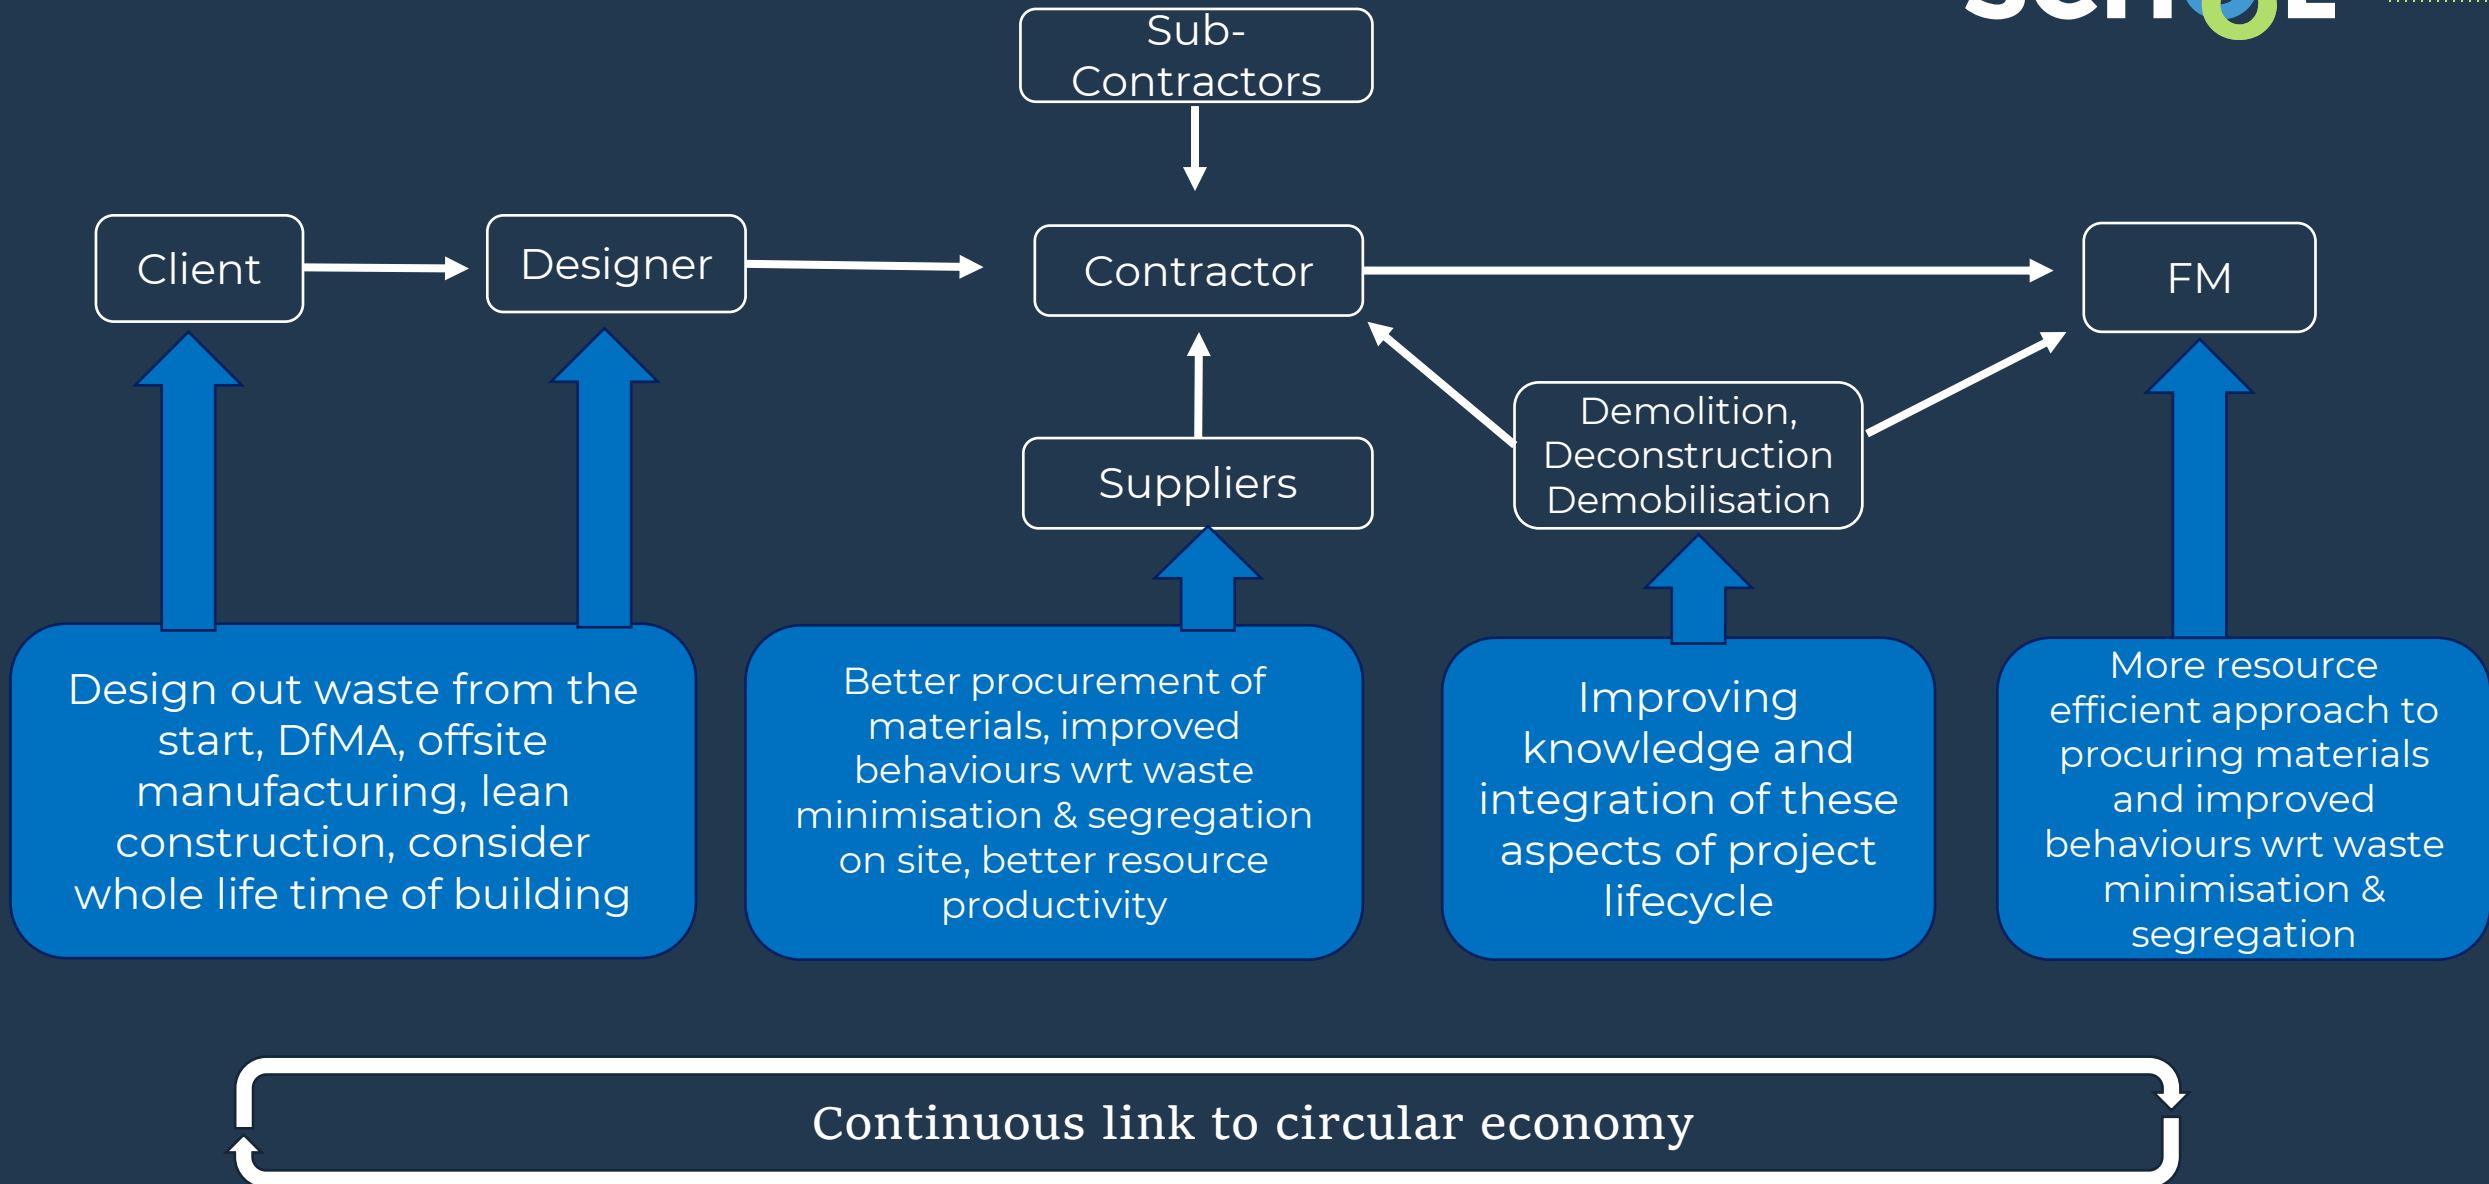 Sub-
Contractors
Client
Designer
Contractor
FM
Suppliers
Demolition,
Deconstruction
Demobilisation
Design out waste from the
start, DfMA, offsite
manufacturing, lean
construction, consider
whole life time of building
Better procurement of
materials, improved
behaviours wrt waste
minimisation & segregation
on site, better resource
productivity
Improving
knowledge and
integration of these
aspects of project
lifecycle
More resource
efficient approach to
procuring materials
and improved
behaviours wrt waste
minimisation &
segregation
Continuous link to circular economy